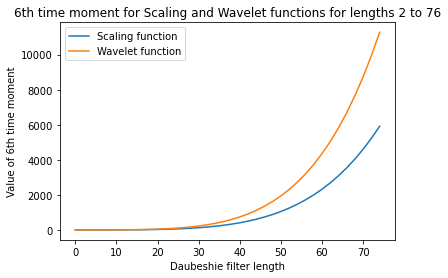 6th time moment for Scaling and Wavelet functions for lengths 2 to 76
Scaling function
Wavelet function
Value of 6th time moment
10000
8000
6000
4000
2000
0
0 10 20 30 40 50 60 70
Daubeshie filter length